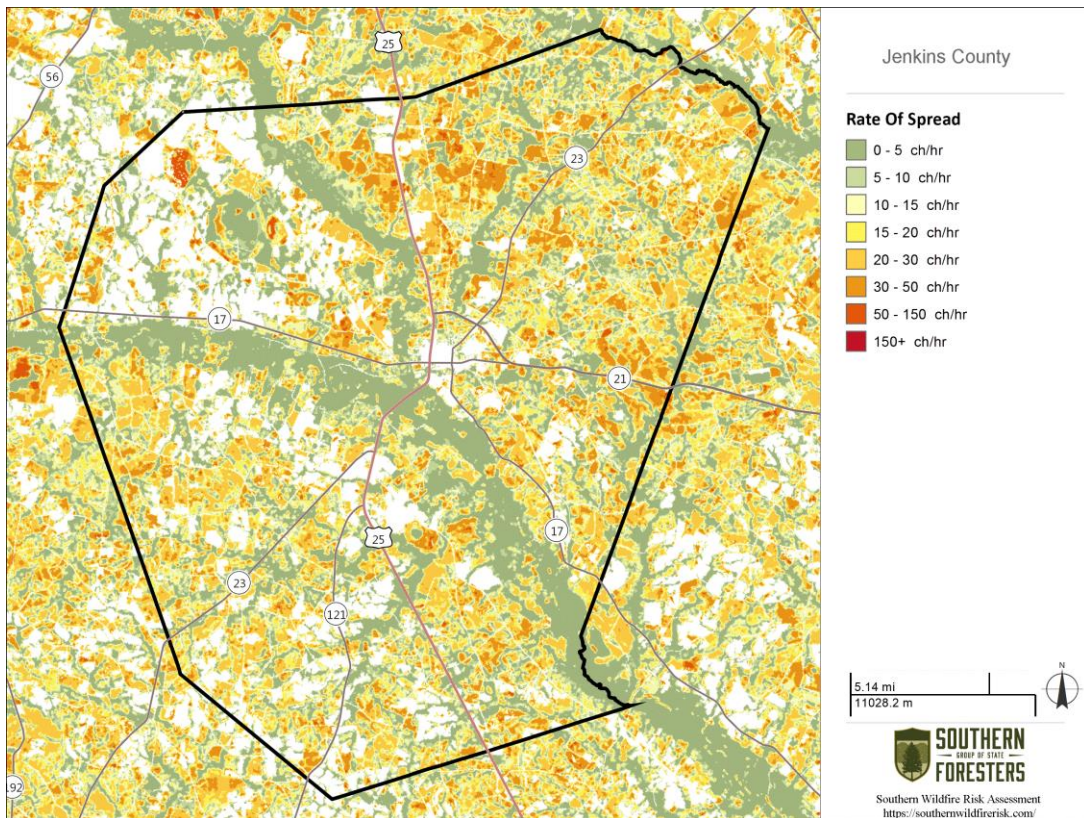 Jenkins County
Rate Of Spread
0 - 5 ch/hr
5 - 10 ch/hr
10 - 15 ch/hr
15 - 20 ch/hr
20 - 30 ch/hr
30 - 50 ch/hr
50 - 150 ch/hr
150+ ch/hr
25
56
23
17
21
17
25
23
121
192
5.14 mi
11028.2 m
N
SOUTHERN
GROUP OF STATE
FORESTERS
Southern Wildfire Risk Assessment
https://southernwildfirerisk.com/